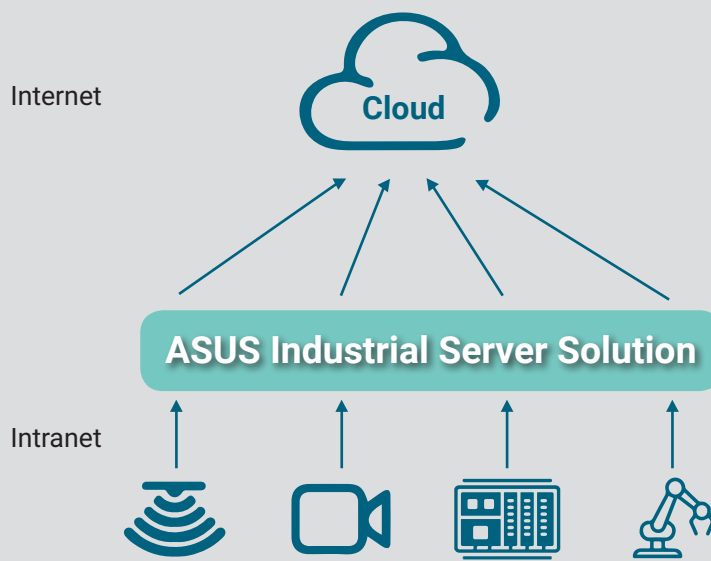 Internet
Cloud
ASUS Industrial Server Solution
Intranet